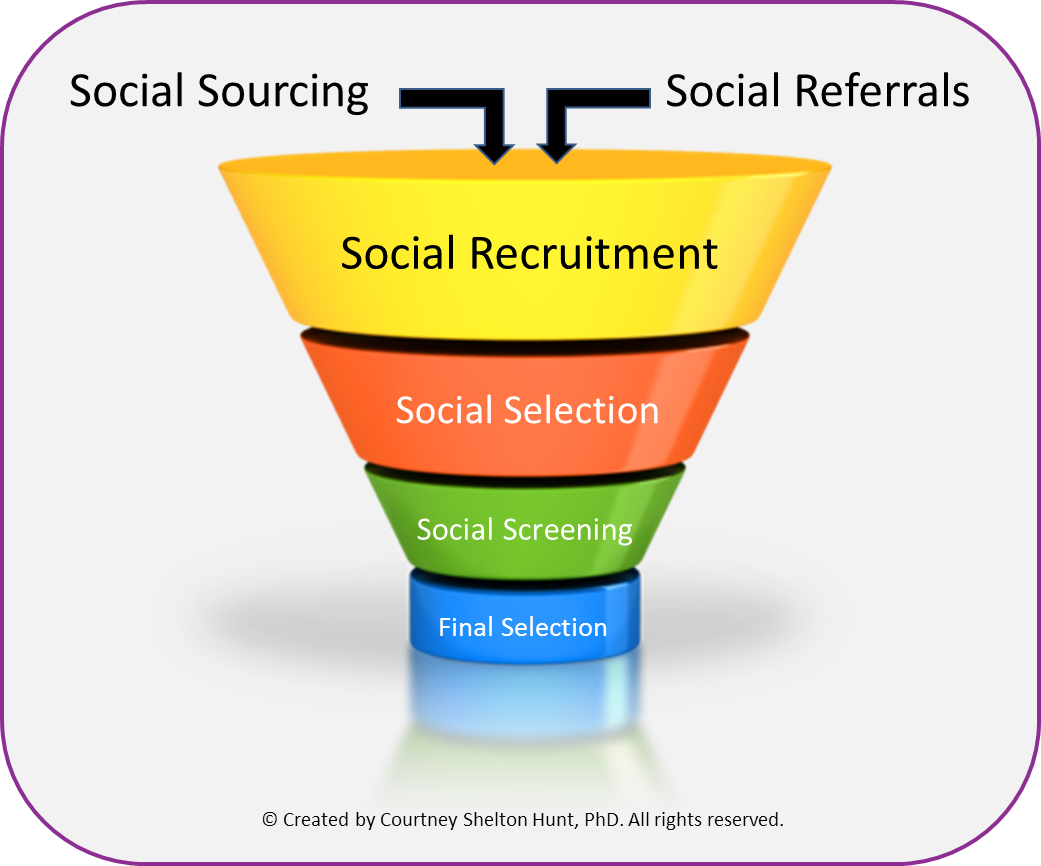 Social Sourcing
Social Referrals
Social Recruitment
Social Selection
Social Screening
Final Selection
© Created by Courtney Shelton Hunt, PhD. All rights reserved.